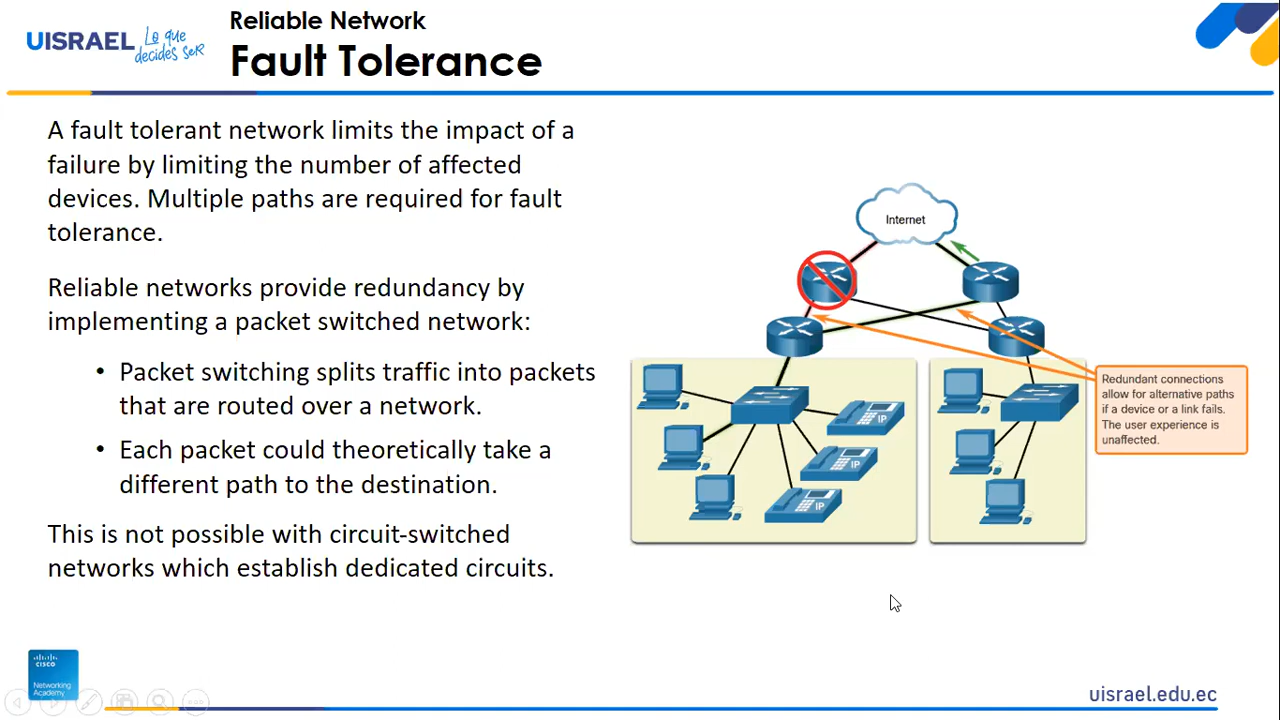 Reliable Network
UISRAEL
Lo que
decides seR
Fault Tolerance
A fault tolerant network limits the impact of a
failure by limiting the number of affected
devices. Multiple paths are required for fault
tolerance.
Reliable networks provide redundancy by
implementing a packet switched network:
• Packet switching splits traffic into packets
that are routed over a network.
• Each packet could theoretically take a
different path to the destination.
This is not possible with circuit-switched
networks which establish dedicated circuits.
Internet
IP
IP
IP
Redundant connections
allow for alternative paths
if a device or a link fails.
The user experience is
unaffected.
CISCO
Networking
Academy
uisrael.edu.ec